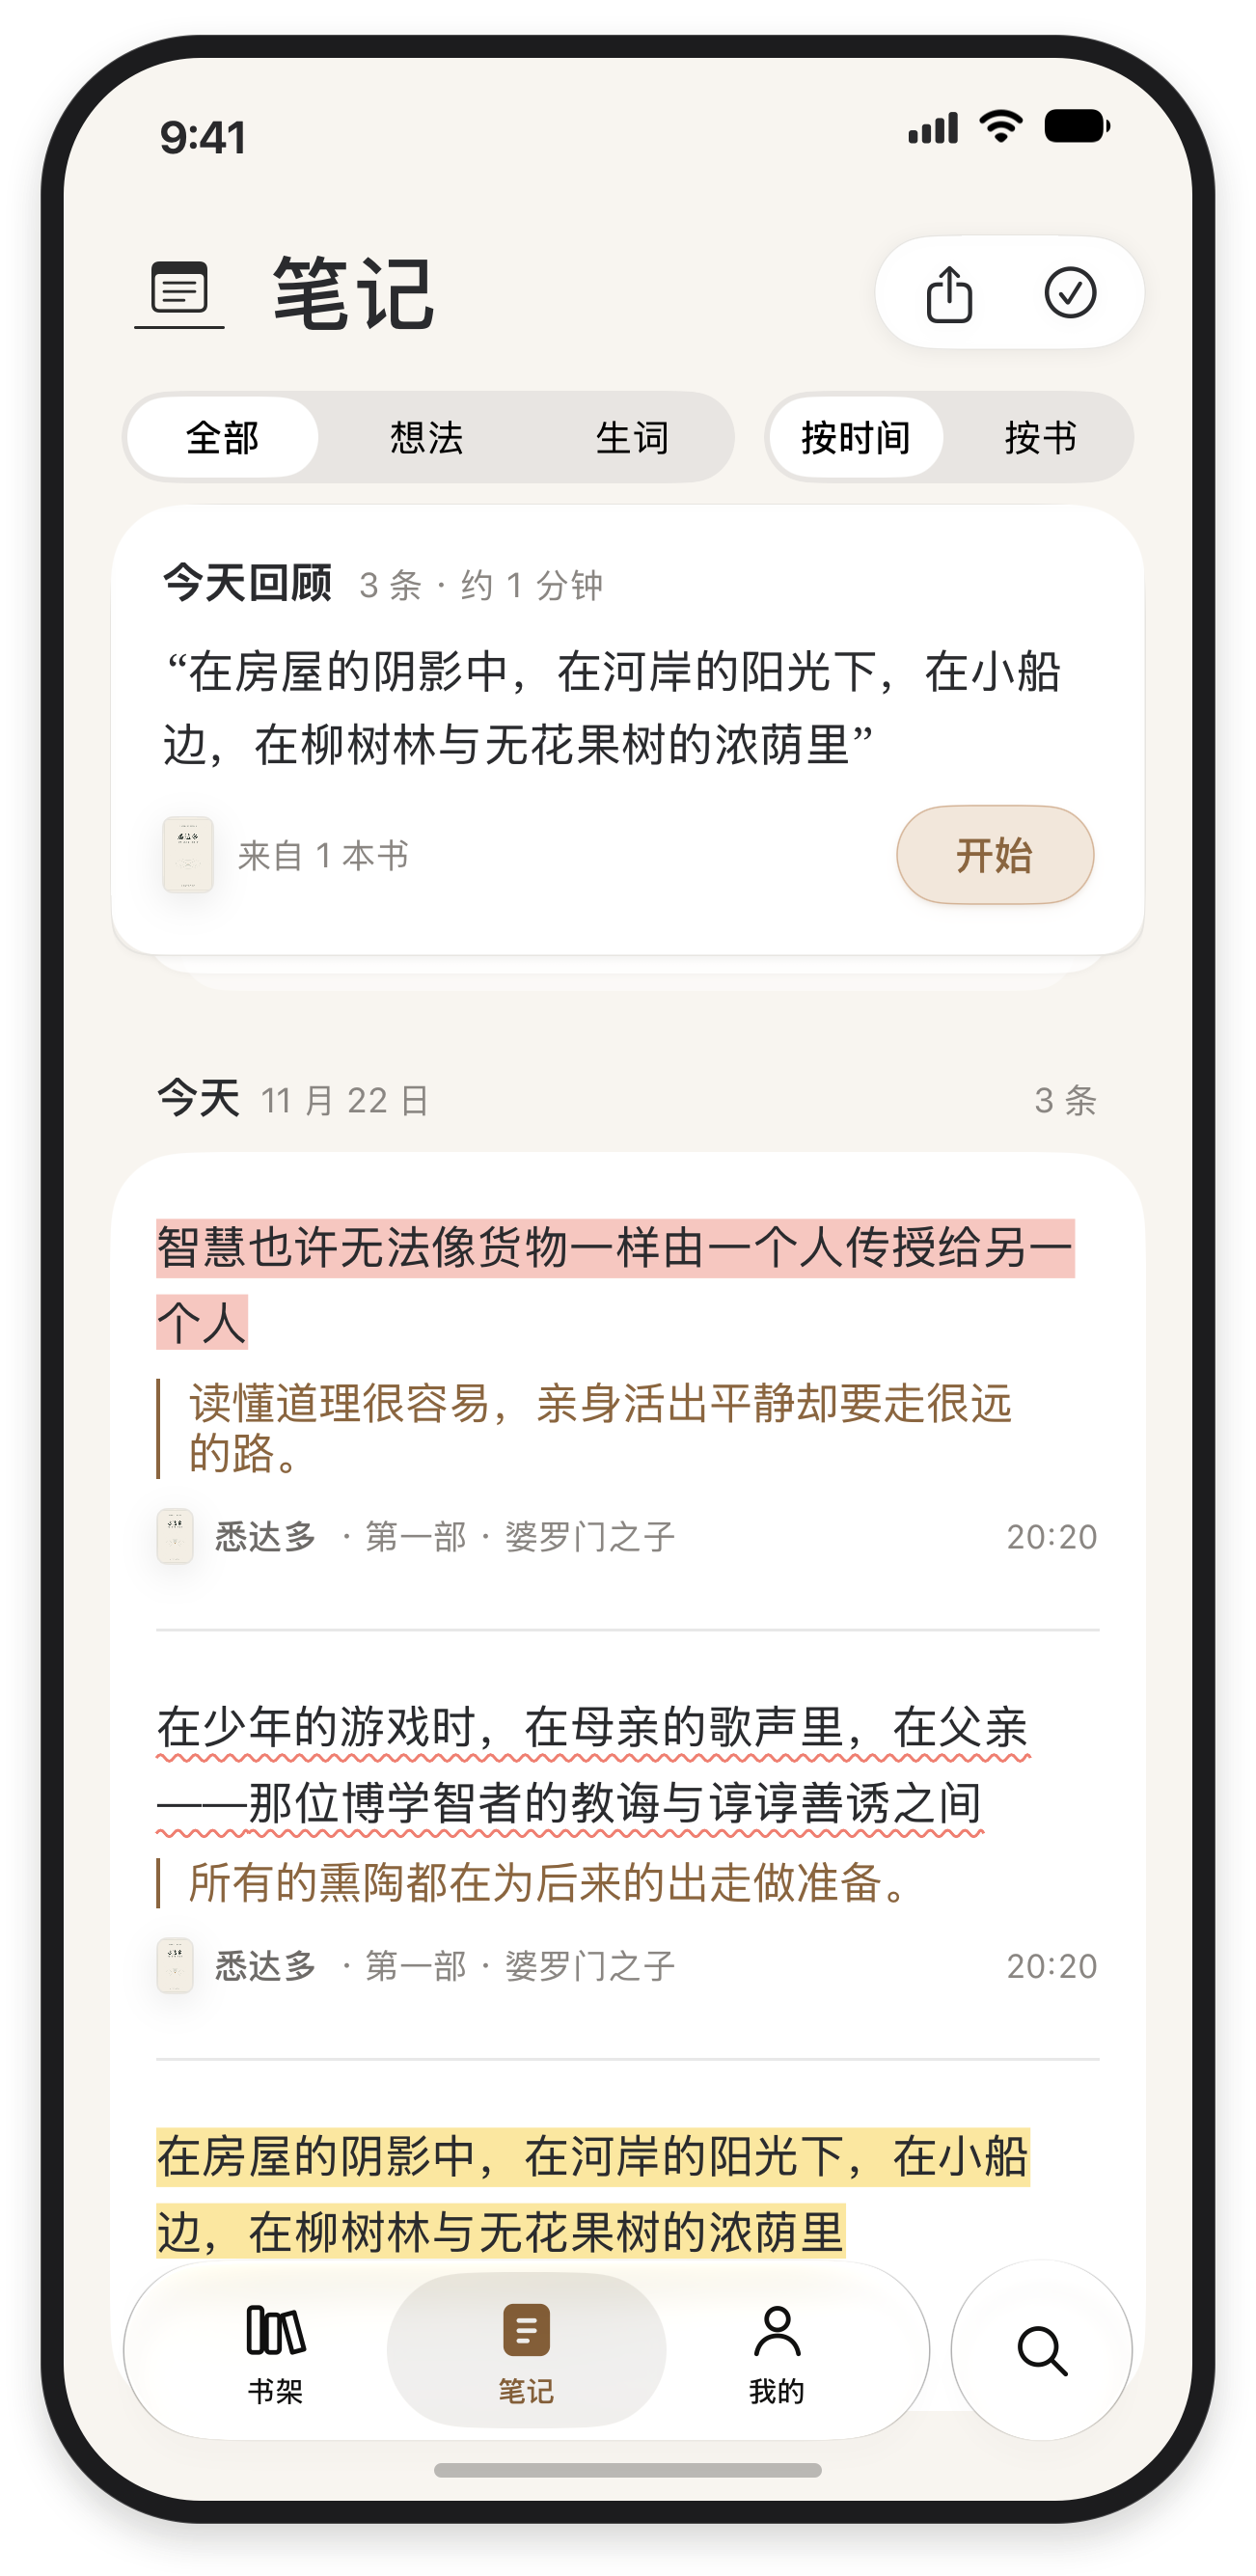 9:41
笔记
全部 想法 生词 按时间 按书
今天回顾 3 条 · 约 1 分钟
“在房屋的阴影中，在河岸的阳光下，在小船
边，在柳树林与无花果树的浓荫里”
来自 1 本书 开始
今天 11 月 22 日 3 条
智慧也许无法像货物一样由一个人传授给另一
个人
读懂道理很容易，亲身活出平静却要走很远
的路。
悉达多 · 第一部 · 婆罗门之子 20:20
在少年的游戏时，在母亲的歌声里，在父亲
——那位博学智者的教诲与谆谆善诱之间
所有的熏陶都在为后来的出走做准备。
悉达多 · 第一部 · 婆罗门之子 20:20
在房屋的阴影中，在河岸的阳光下，在小船
边，在柳树林与无花果树的浓荫里
书架 笔记 我的